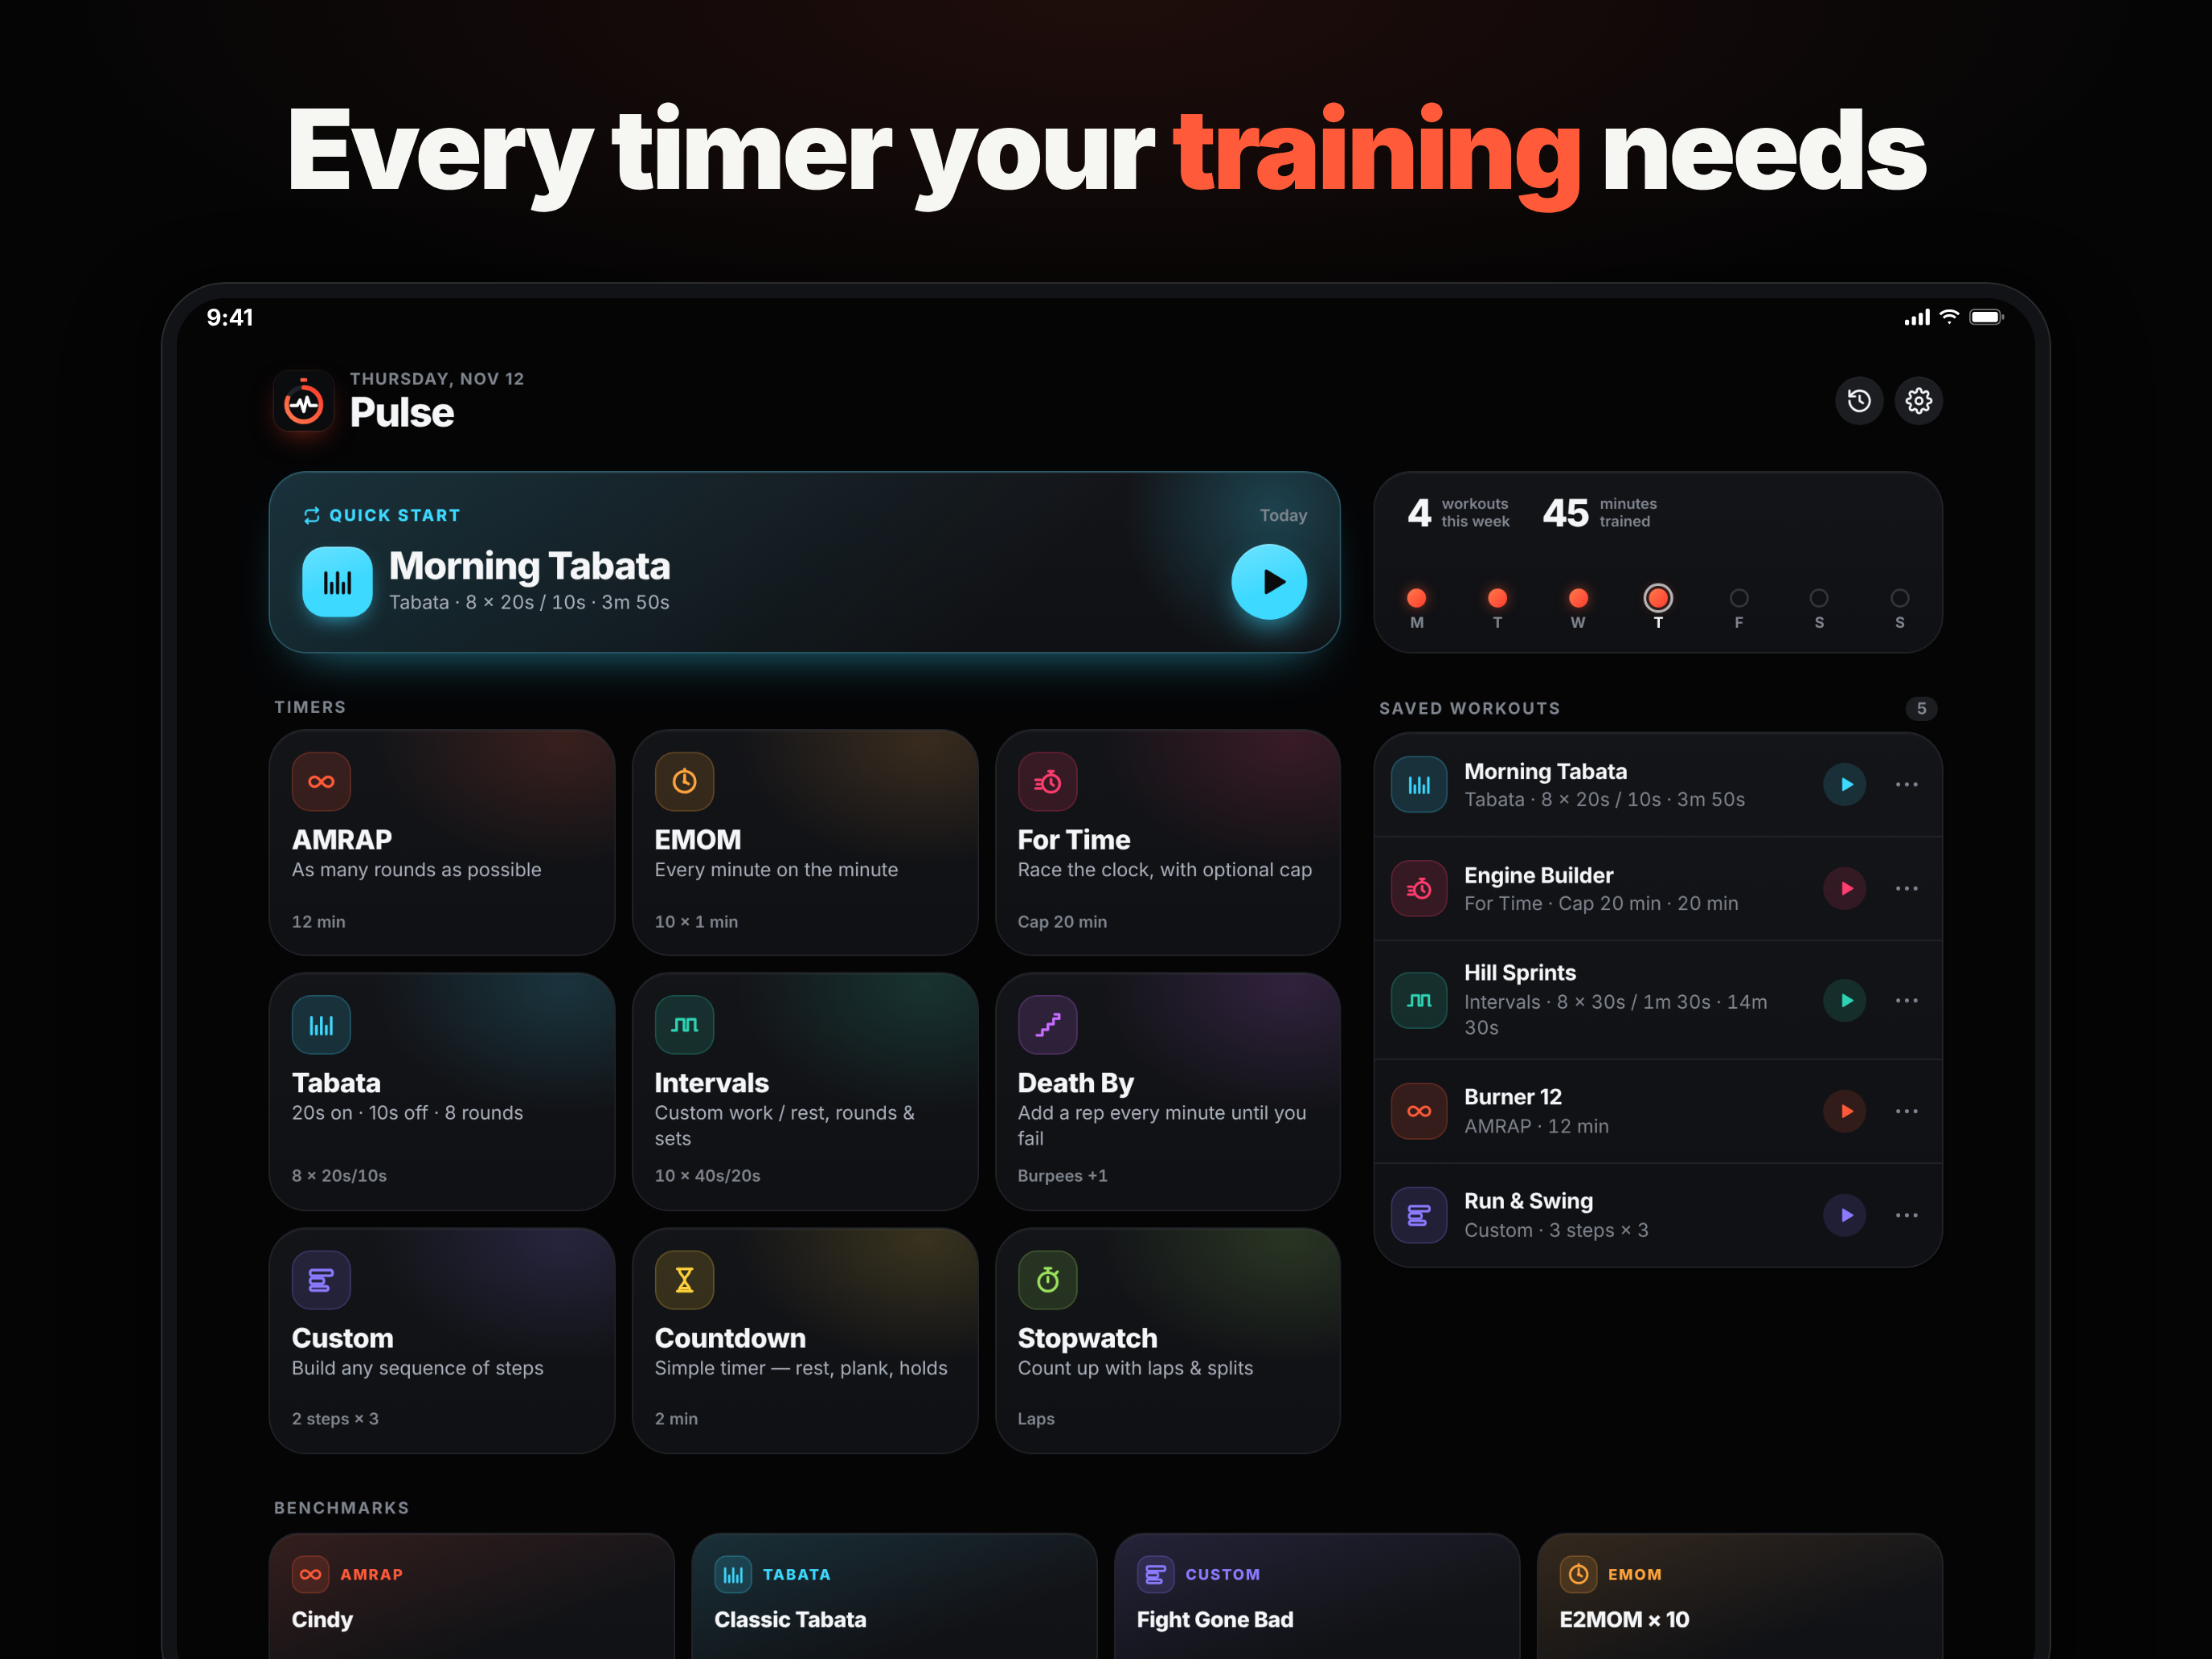 Every timer your training needs
9:41
THURSDAY, NOV 12
Pulse
QUICK START
Today
Morning Tabata
Tabata · 8 × 20s / 10s · 3m 50s
4 workouts this week
45 minutes trained
M T W T F S S
TIMERS
AMRAP
As many rounds as possible
12 min
EMOM
Every minute on the minute
10 × 1 min
For Time
Race the clock, with optional cap
Cap 20 min
Tabata
20s on · 10s off · 8 rounds
8 × 20s/10s
Intervals
Custom work / rest, rounds &
sets
10 × 40s/20s
Death By
Add a rep every minute until you
fail
Burpees +1
Custom
Build any sequence of steps
2 steps × 3
Countdown
Simple timer — rest, plank, holds
2 min
Stopwatch
Count up with laps & splits
Laps
SAVED WORKOUTS
5
Morning Tabata
Tabata · 8 × 20s / 10s · 3m 50s
Engine Builder
For Time · Cap 20 min · 20 min
Hill Sprints
Intervals · 8 × 30s / 1m 30s · 14m
30s
Burner 12
AMRAP · 12 min
Run & Swing
Custom · 3 steps × 3
BENCHMARKS
AMRAP
Cindy
TABATA
Classic Tabata
CUSTOM
Fight Gone Bad
EMOM
E2MOM × 10